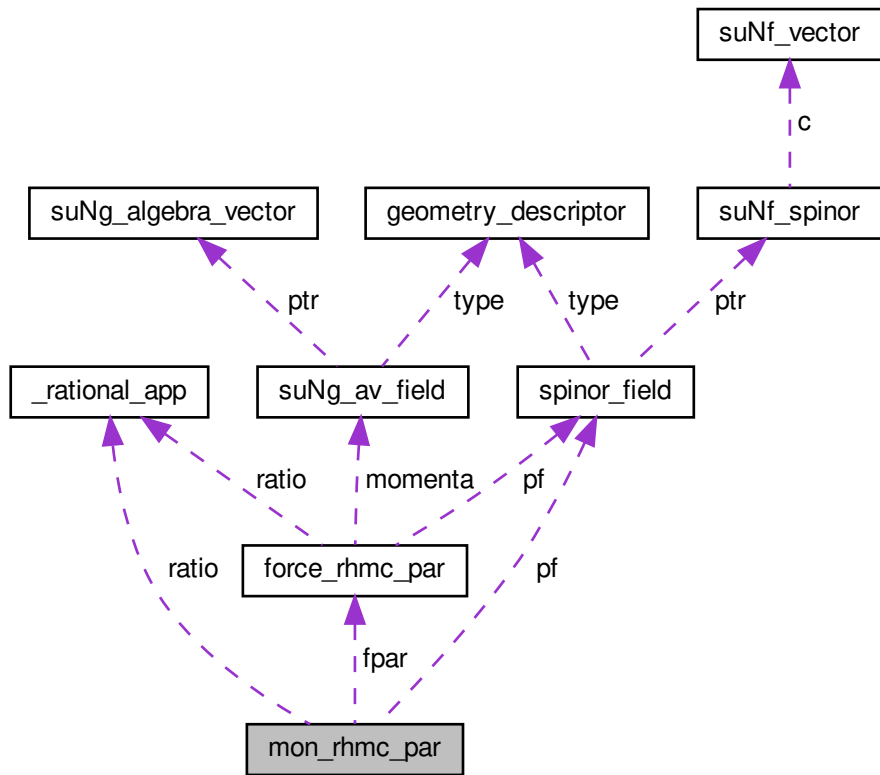 suNf_vector
c
suNg_algebra_vector
geometry_descriptor
suNf_spinor
ptr
type
type
ptr
_rational_app
suNg_av_field
spinor_field
ratio
momenta
pf
ratio
force_rhmc_par
pf
fpar
mon_rhmc_par